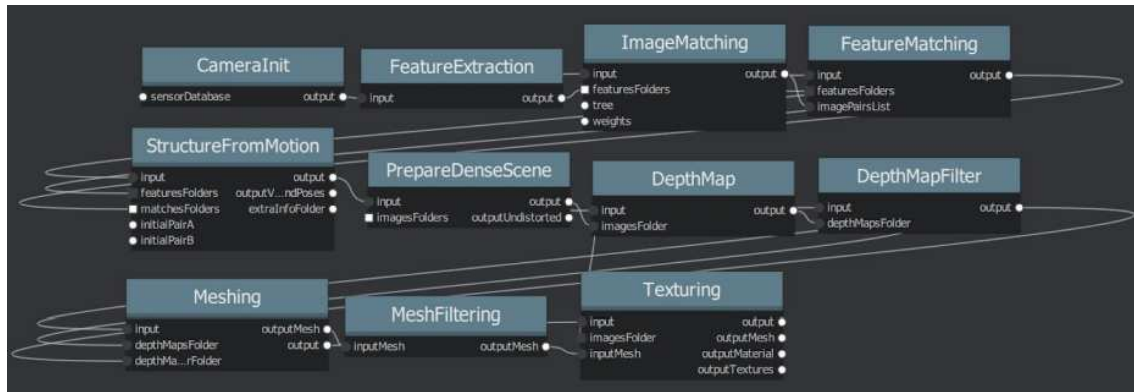 CameraInit
sensorDatabase output
FeatureExtraction
input
output
ImageMatching
input output
featuresFolders
tree
weights
FeatureMatching
input output
featuresFolders
imagePairsList
StructureFromMotion
input output
featuresFolders outputV...ndPoses
matchesFolders extraInfoFolder
initialPairA
initialPairB
PrepareDenseScene
input output
imagesFolders outputUndistorted
DepthMap
input output
imagesFolder
DepthMapFilter
input output
depthMapsFolder
Meshing
input outputMesh
depthMapsFolder output
depthMa...rFolder
MeshFiltering
inputMesh outputMesh
Texturing
input output
imagesFolder outputMesh
inputMesh outputMaterial
outputTextures